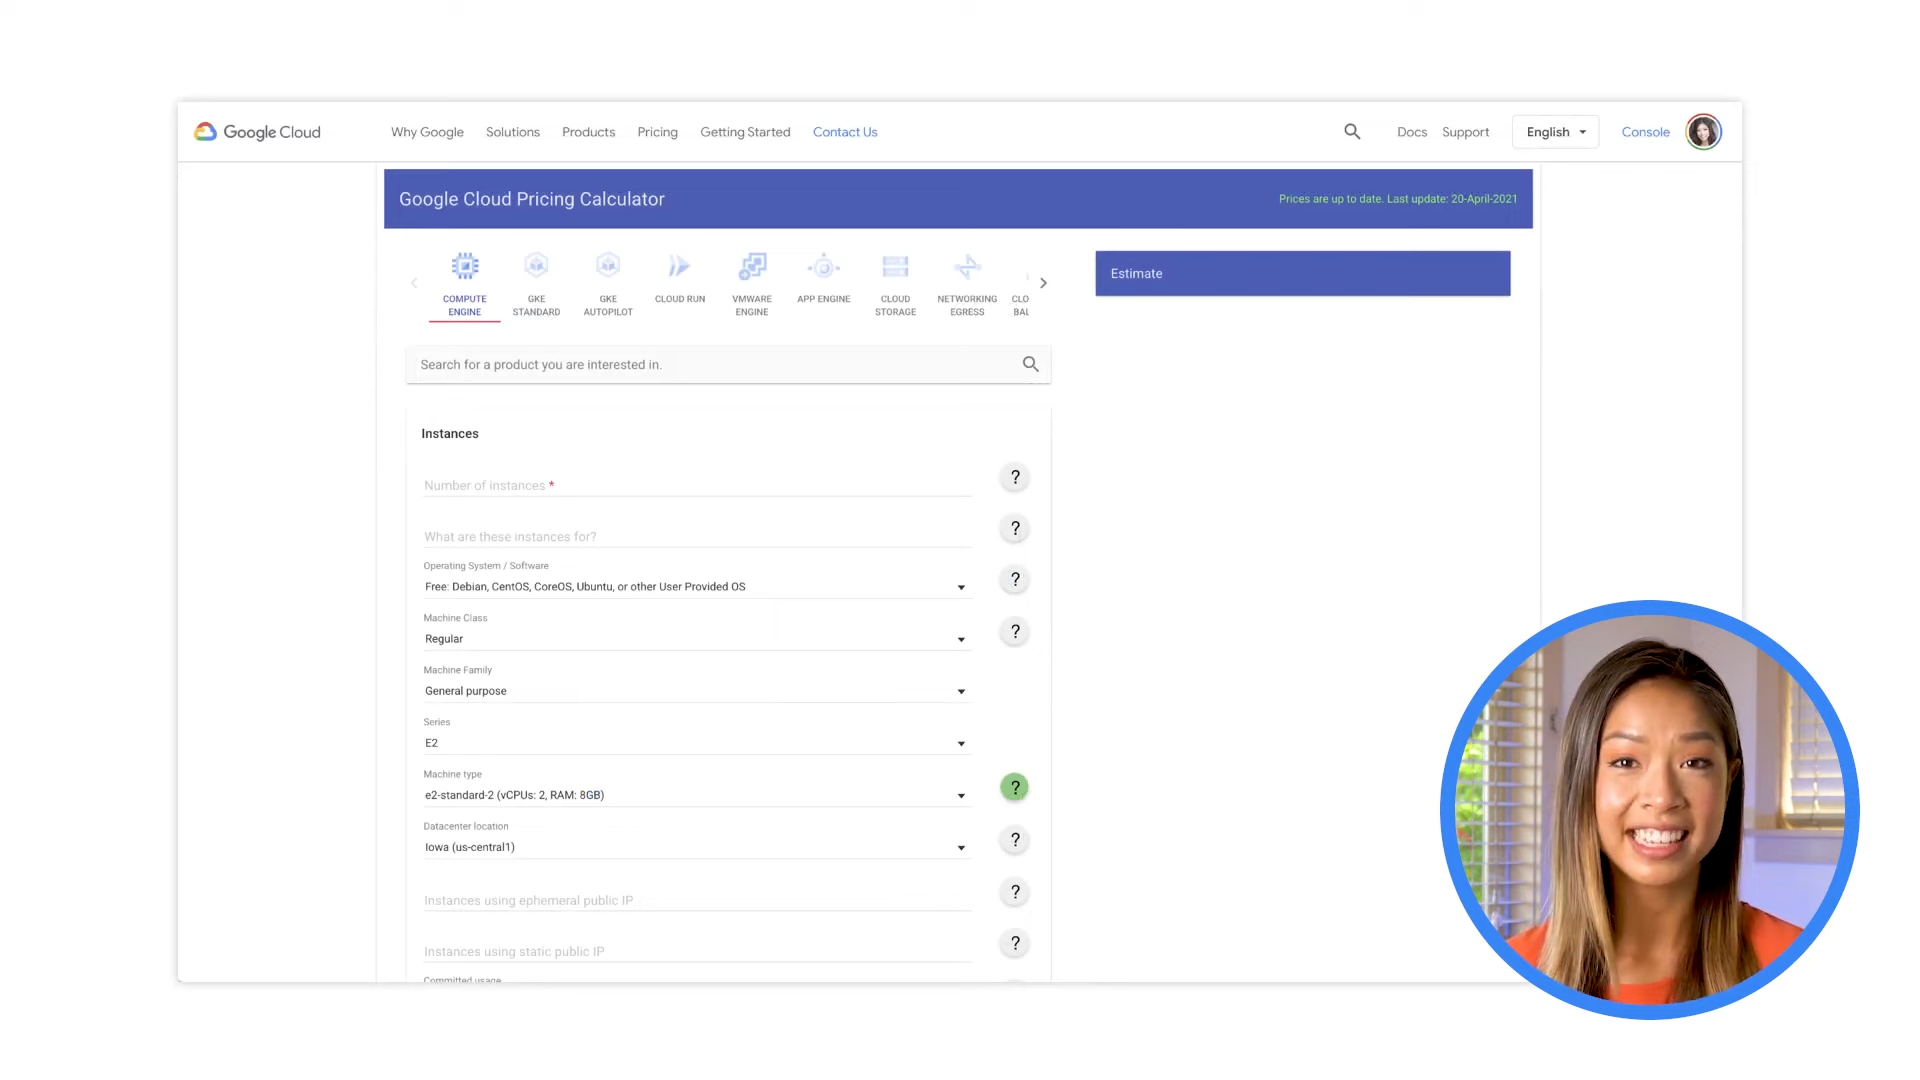 Google Cloud
Why Google Solutions Products Pricing Getting Started Contact Us
Docs Support English Console
Google Cloud Pricing Calculator
Prices are up to date. Last update: 20-April-2021
COMPUTE ENGINE
GKE STANDARD
GKE AUTOPILOT
CLOUD RUN
VMWARE ENGINE
APP ENGINE
CLOUD STORAGE
NETWORKING EGRESS
CLO
BAL
Estimate
Search for a product you are interested in.
Instances
Number of instances *
?
What are these instances for?
?
Operating System / Software
Free: Debian, CentOS, CoreOS, Ubuntu, or other User Provided OS
?
Machine Class
Regular
?
Machine Family
General purpose
Series
E2
Machine type
e2-standard-2 (vCPUs: 2, RAM: 8GB)
?
Datacenter location
Iowa (us-central1)
?
Instances using ephemeral public IP
?
Instances using static public IP
?
Committed usage